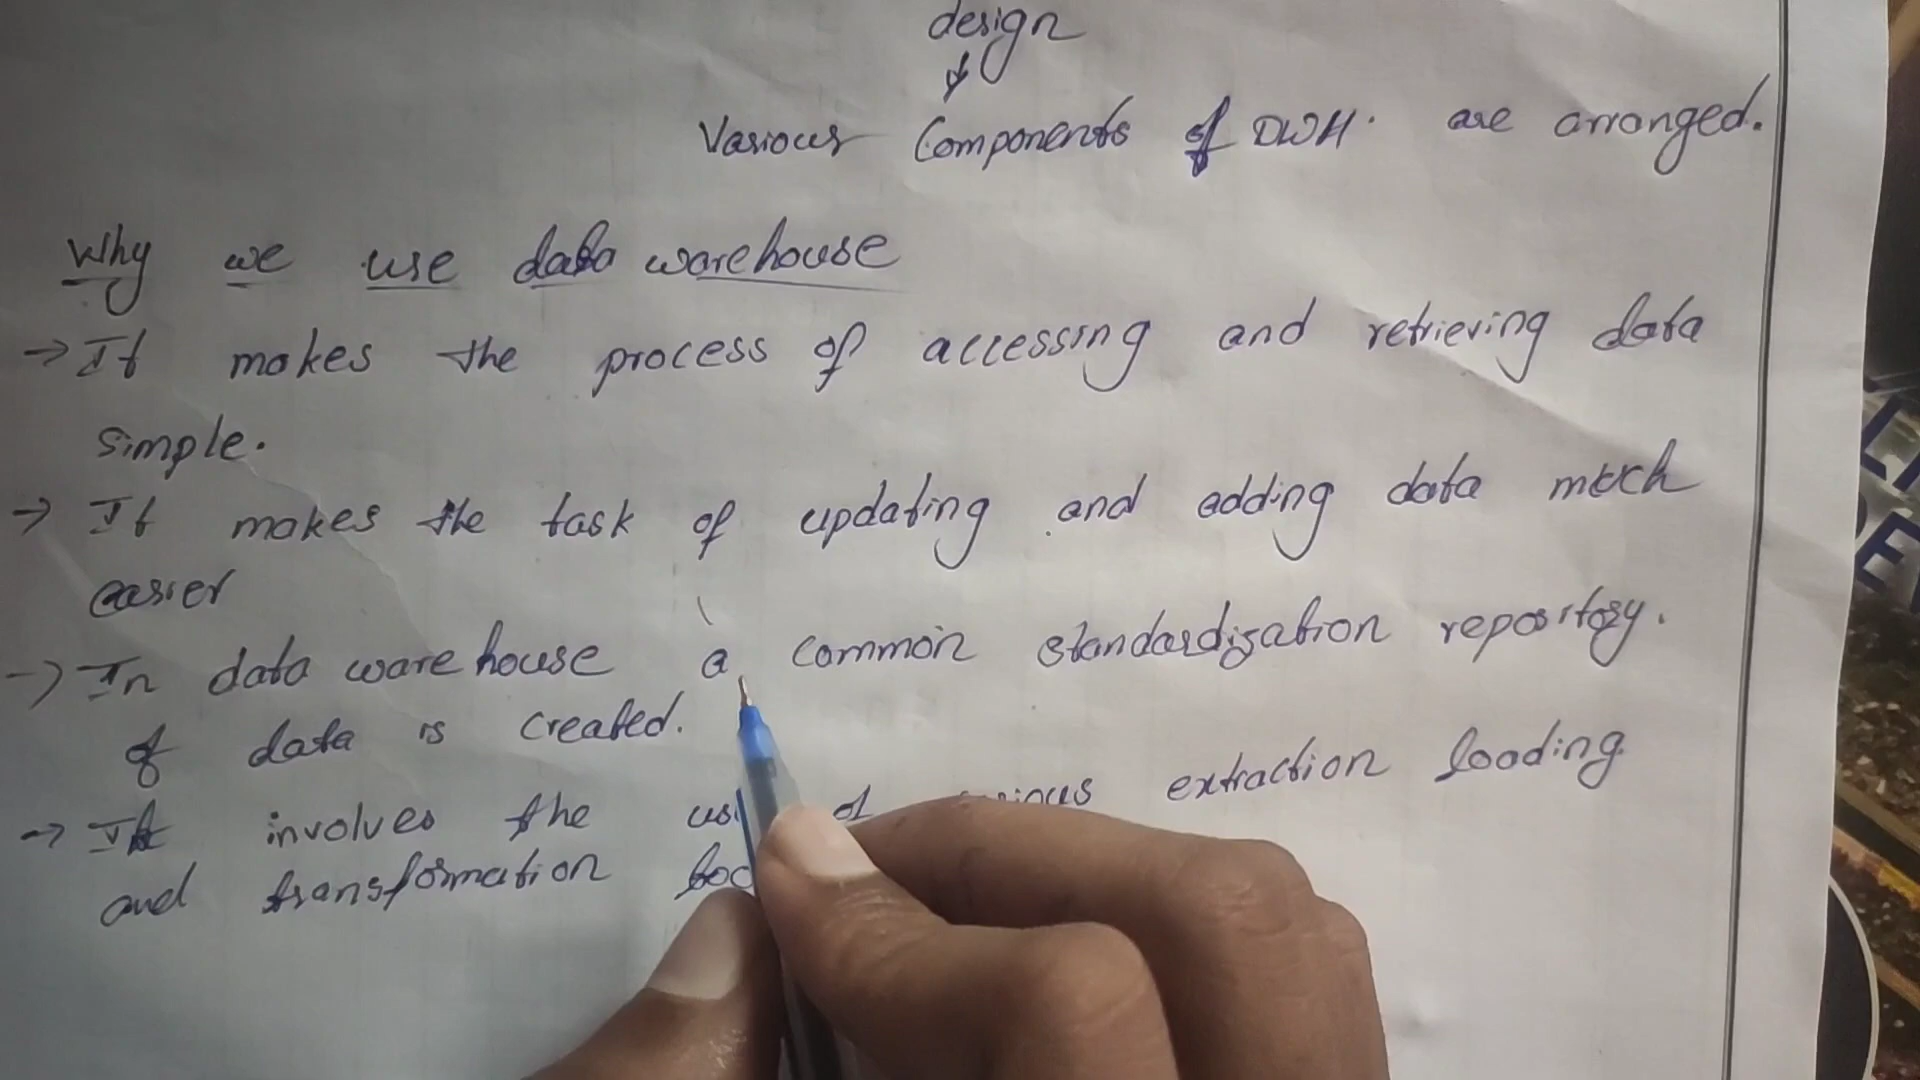 design
Various Components of DWH. are arranged.
Why we use data warehouse
→ It makes the process of accessing and retrieving data
simple.
→ It makes the task of updating and adding data much
easier
→ In data warehouse a common standardization repository.
of data is created.
→ It involves the of extraction loading
and transformation